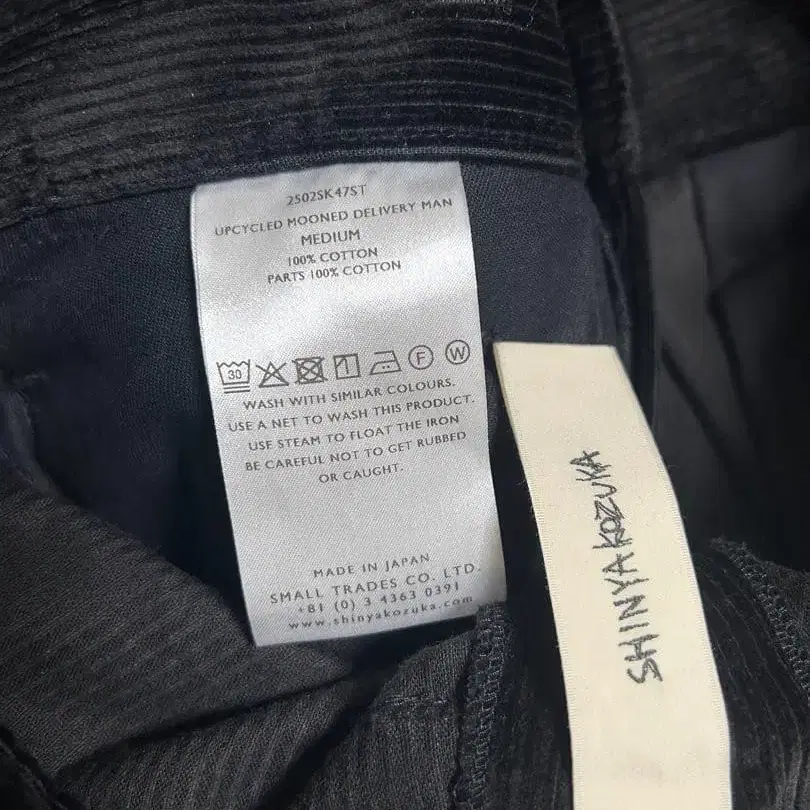 2502SK47ST
UPCYCLED MOONED DELIVERY MAN
MEDIUM
100% COTTON
PARTS 100% COTTON
30
F W
WASH WITH SIMILAR COLOURS.
USE A NET TO WASH THIS PRODUCT.
USE STEAM TO FLOAT THE IRON
BE CAREFUL NOT TO GET RUBBED
OR CAUGHT.
MADE IN JAPAN
SMALL TRADES CO. LTD.
+81 (0) 3 4363 0391
www.shinyakozuka.com
SHINYAKOZUKA